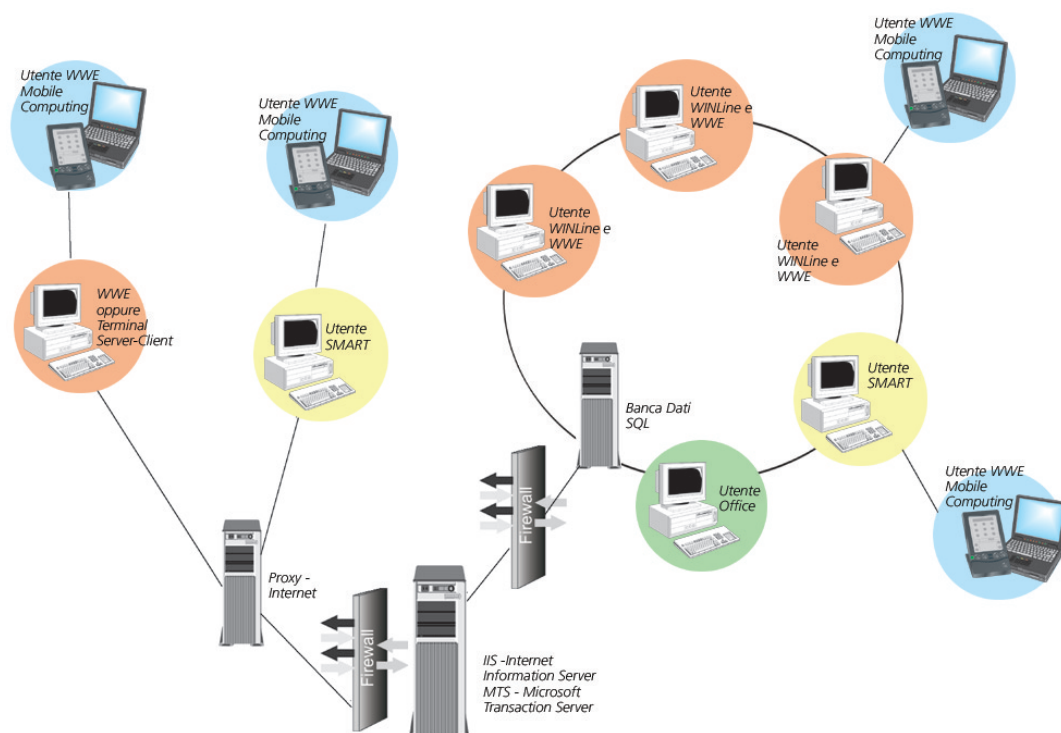 Utente WWE
Mobile
Computing
Utente WWE
Mobile
Computing
Utente
WINLine e
WWE
Utente WWE
Mobile
Computing
Utente
WINLine e
WWE
Utente
WINLine e
WWE
WWE
oppure
Terminal
Server-Client
Utente
SMART
Utente
SMART
Banca Dati
SQL
Utente
Office
Utente WWE
Mobile
Computing
Firewall
Proxy -
Internet
Firewall
IIS -Internet
Information Server
MTS - Microsoft
Transaction Server